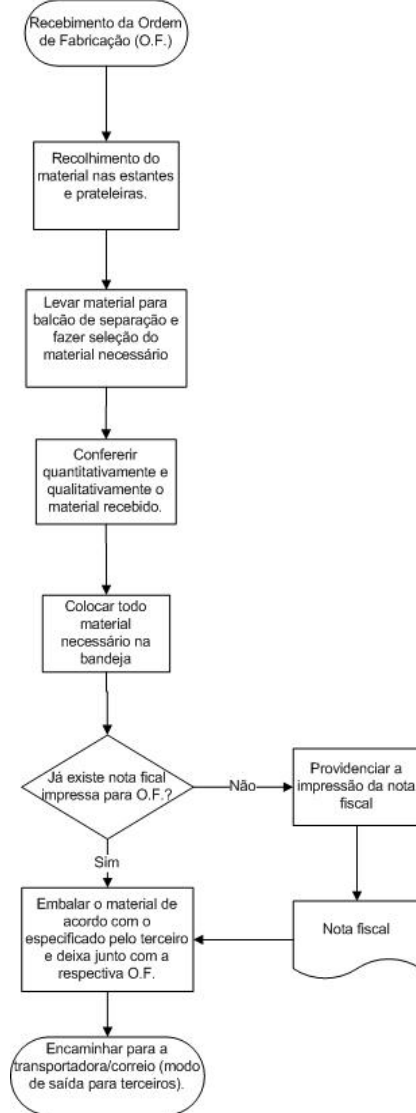 Recebimento da Ordem
de Fabricação (O.F.)
Recolhimento do
material nas estantes
e prateleiras.
Levar material para
balcão de separação e
fazer seleção do
material necessário
Confererir
quantitativamente e
qualitativamente o
material recebido.
Colocar todo
material
necessário na
bandeja
Já existe nota fical
impressa para O.F.?
Não
Providenciar a
impressão da nota
fiscal
Sim
Embalar o material de
acordo com o
especificado pelo terceiro
e deixa junto com a
respectiva O.F.
Nota fiscal
Encaminhar para a
transportadora/correio (modo
de saída para terceiros).